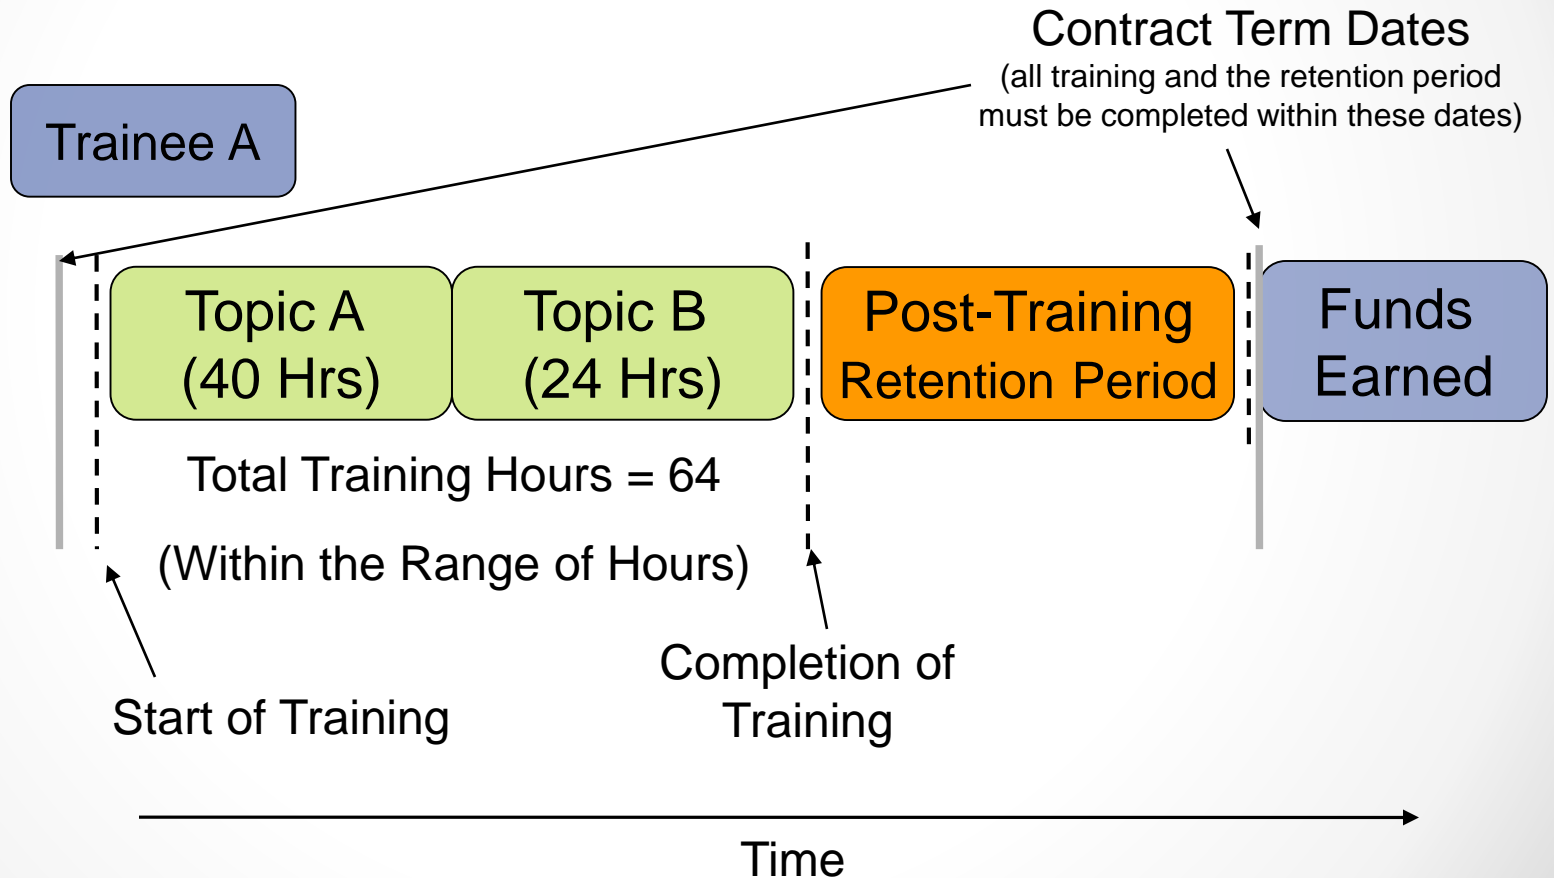 Contract Term Dates
(all training and the retention period
must be completed within these dates)
Trainee A
Topic A
(40 Hrs)
Topic B
(24 Hrs)
Post-Training
Retention Period
Funds
Earned
Total Training Hours = 64
(Within the Range of Hours)
Start of Training
Completion of
Training
Time